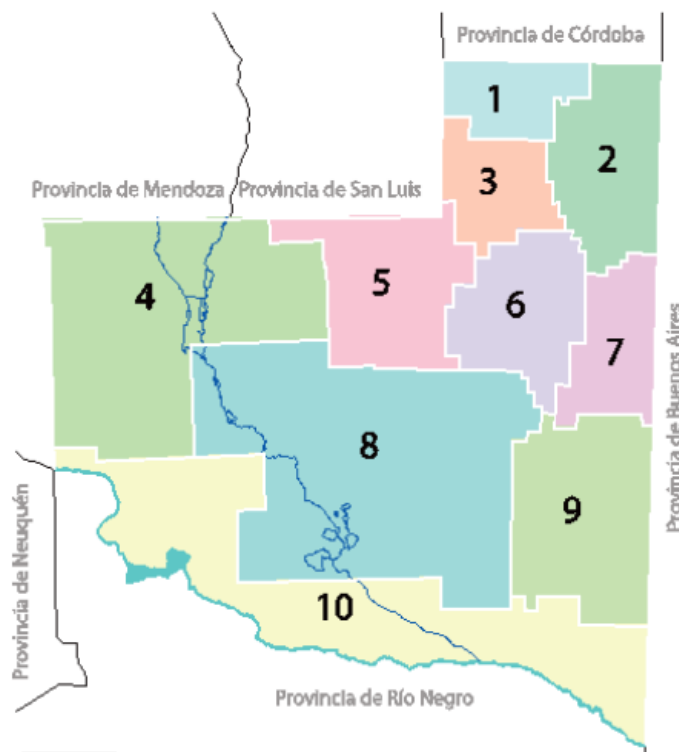 Provincia de Córdoba
1
2
3
Provincia de Mendoza
Provincia de San Luis
4
5
6
7
Provincia de Buenos Aires
8
9
Provincia de Neuquén
10
Provincia de Río Negro